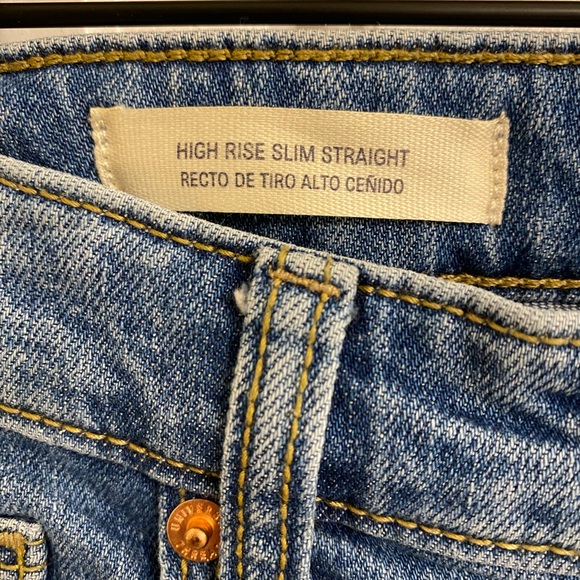 HIGH RISE SLIM STRAIGHT
RECTO DE TIRO ALTO CEÑIDO